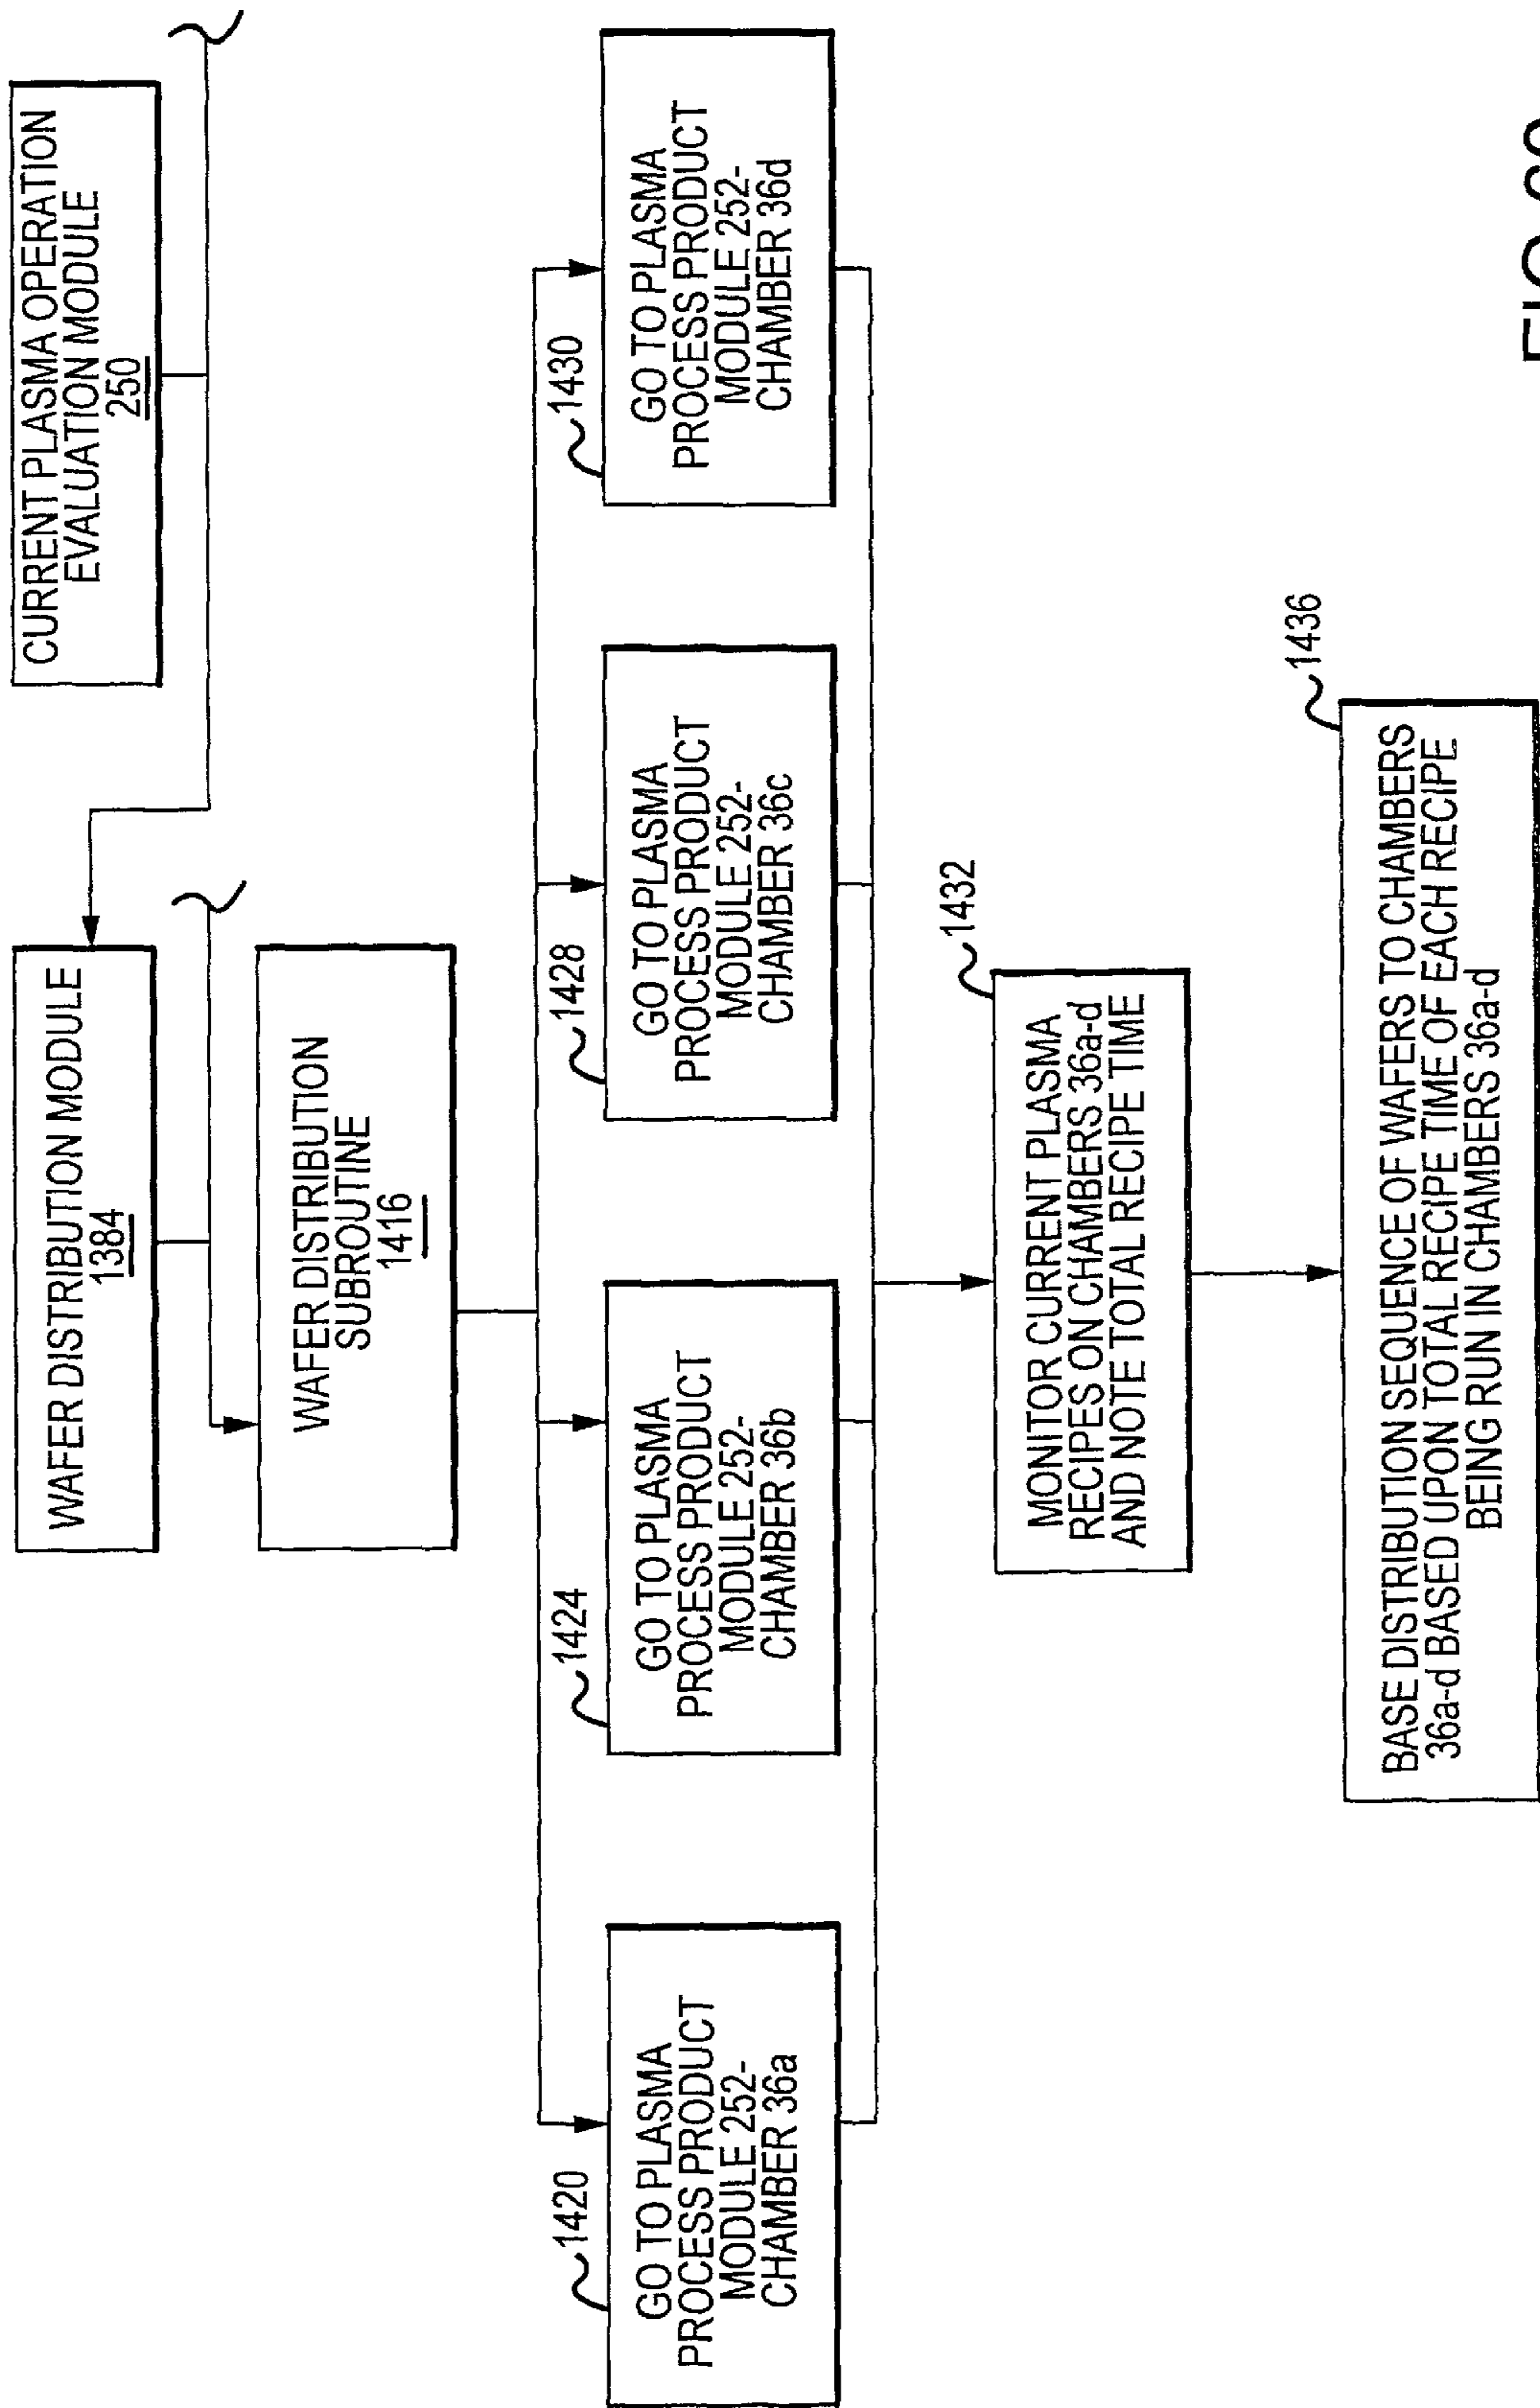 CURRENT PLASMA OPERATION
EVALUATION MODULE
250
WAFER DISTRIBUTION MODULE
1384
WAFER DISTRIBUTION
SUBROUTINE
1416
1420
GO TO PLASMA
PROCESS PRODUCT
MODULE 252-
CHAMBER 36a
1424
GO TO PLASMA
PROCESS PRODUCT
MODULE 252-
CHAMBER 36b
1428
GO TO PLASMA
PROCESS PRODUCT
MODULE 252-
CHAMBER 36c
1430
GO TO PLASMA
PROCESS PRODUCT
MODULE 252-
CHAMBER 36d
1432
MONITOR CURRENT PLASMA
RECIPES ON CHAMBERS 36a-d
AND NOTE TOTAL RECIPE TIME
1436
BASE DISTRIBUTION SEQUENCE OF WAFERS TO CHAMBERS
36a-d BASED UPON TOTAL RECIPE TIME OF EACH RECIPE
BEING RUN IN CHAMBERS 36a-d